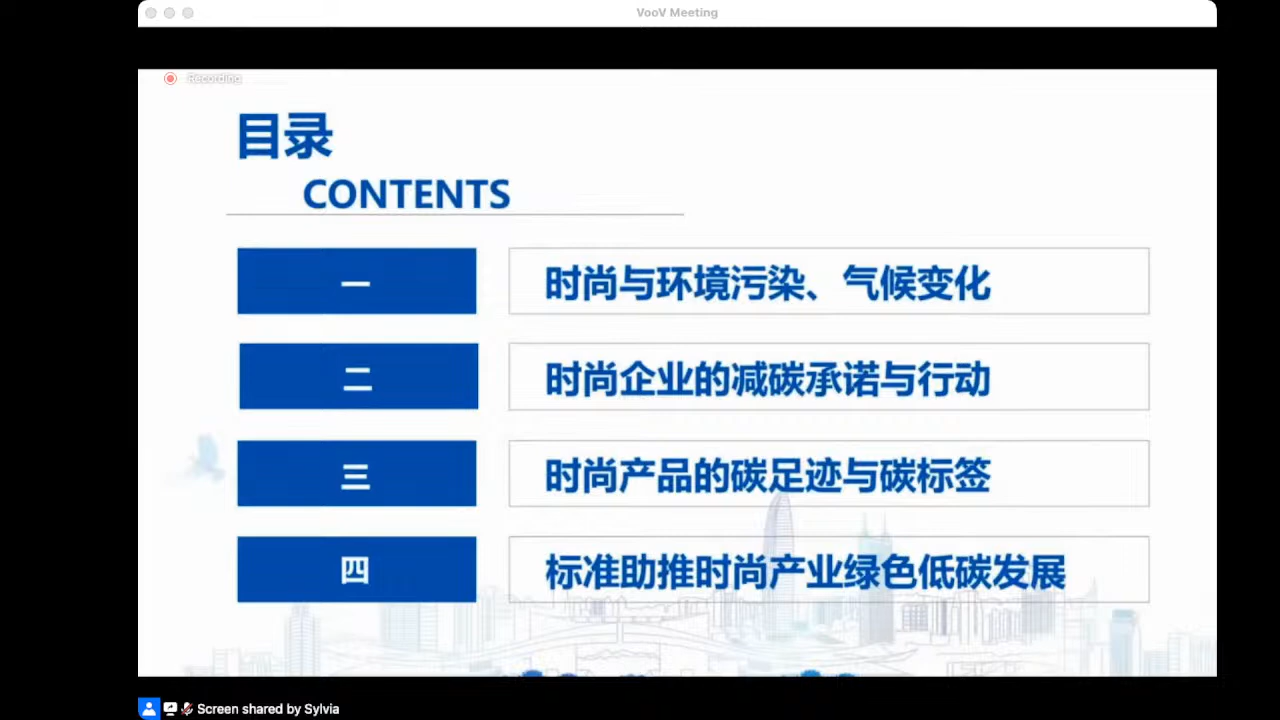 VooV Meeting
Recording
目录
CONTENTS
一
时尚与环境污染、气候变化
二
时尚企业的减碳承诺与行动
三
时尚产品的碳足迹与碳标签
四
标准助推时尚产业绿色低碳发展
Screen shared by Sylvia